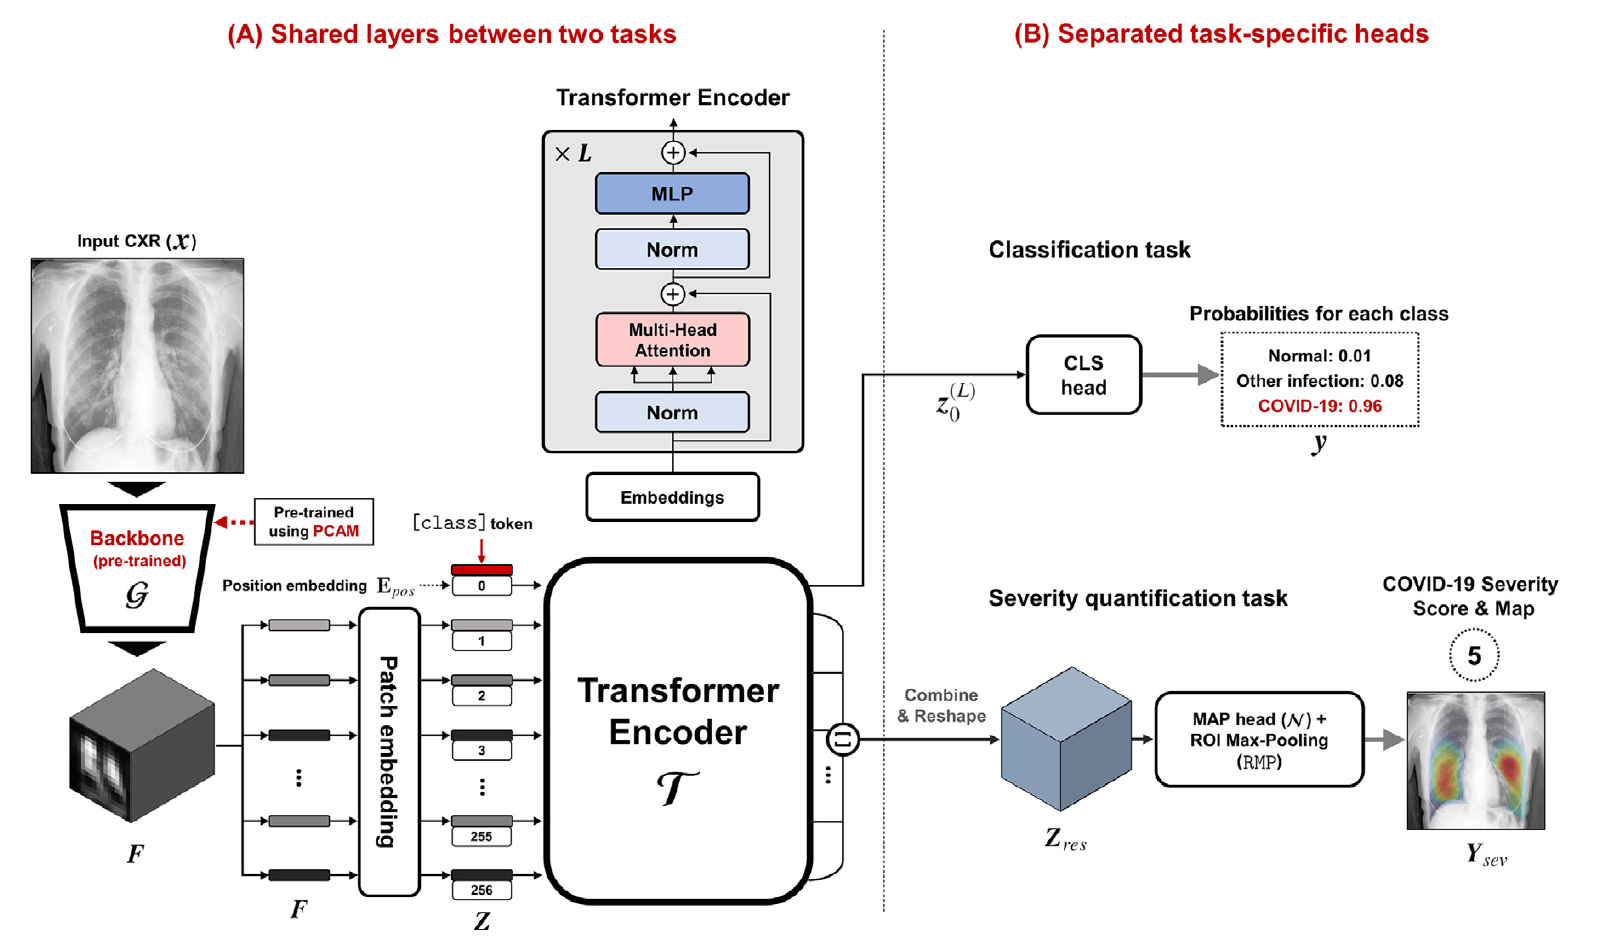 (A) Shared layers between two tasks
(B) Separated task-specific heads
Transformer Encoder
× L
MLP
Norm
Multi-Head
Attention
Norm
Embeddings
Input CXR (x)
Backbone
(pre-trained)
G
Pre-trained
using PCAM
[class] token
Position embedding E_pos
0
1
2
3
...
255
256
F
F
Patch embedding
Z
Transformer
Encoder
T
[ ]
...
...
Classification task
z_0^(L)
CLS
head
Probabilities for each class
Normal: 0.01
Other infection: 0.08
COVID-19: 0.96
y
Severity quantification task
Combine
& Reshape
Z_res
MAP head (N) +
ROI Max-Pooling
(RMP)
COVID-19 Severity
Score & Map
5
Y_sev